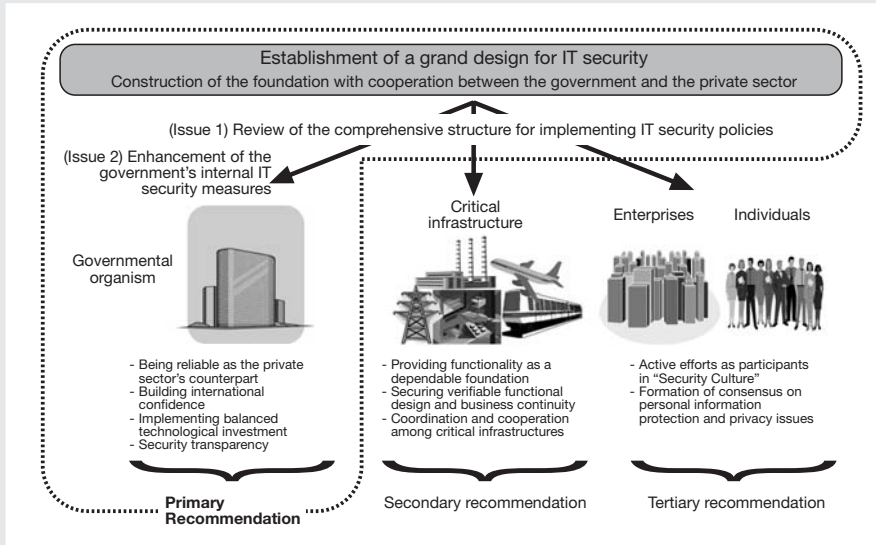 Establishment of a grand design for IT security
Construction of the foundation with cooperation between the government and the private sector
(Issue 1) Review of the comprehensive structure for implementing IT security policies
(Issue 2) Enhancement of the
government's internal IT
security measures
Governmental
organism
Critical
infrastructure
Enterprises
Individuals
- Being reliable as the private
sector's counterpart
- Building international
confidence
- Implementing balanced
technological investment
- Security transparency
- Providing functionality as a
dependable foundation
- Securing verifiable functional
design and business continuity
- Coordination and cooperation
among critical infrastructures
- Active efforts as participants
in "Security Culture"
- Formation of consensus on
personal information
protection and privacy issues
Primary
Recommendation
Secondary recommendation
Tertiary recommendation